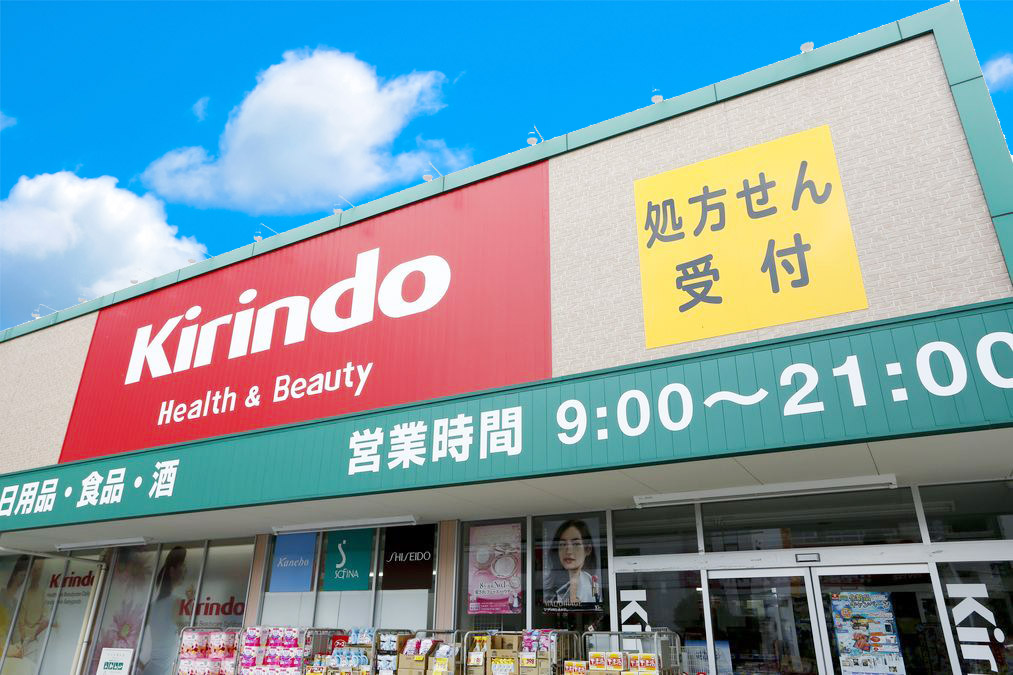 Kirindo
Health & Beauty
処方せん
受付
日用品・食品・酒
営業時間 9:00〜21:00
Kanebo
SOFINA
SHISEIDO
Kirindo
Kirindo
Kir